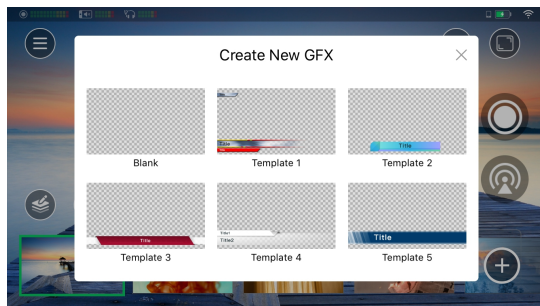 Create New GFX
Title
Title
Blank
Template 1
Template 2
Title
Title1
Title2
Title
Template 3
Template 4
Template 5